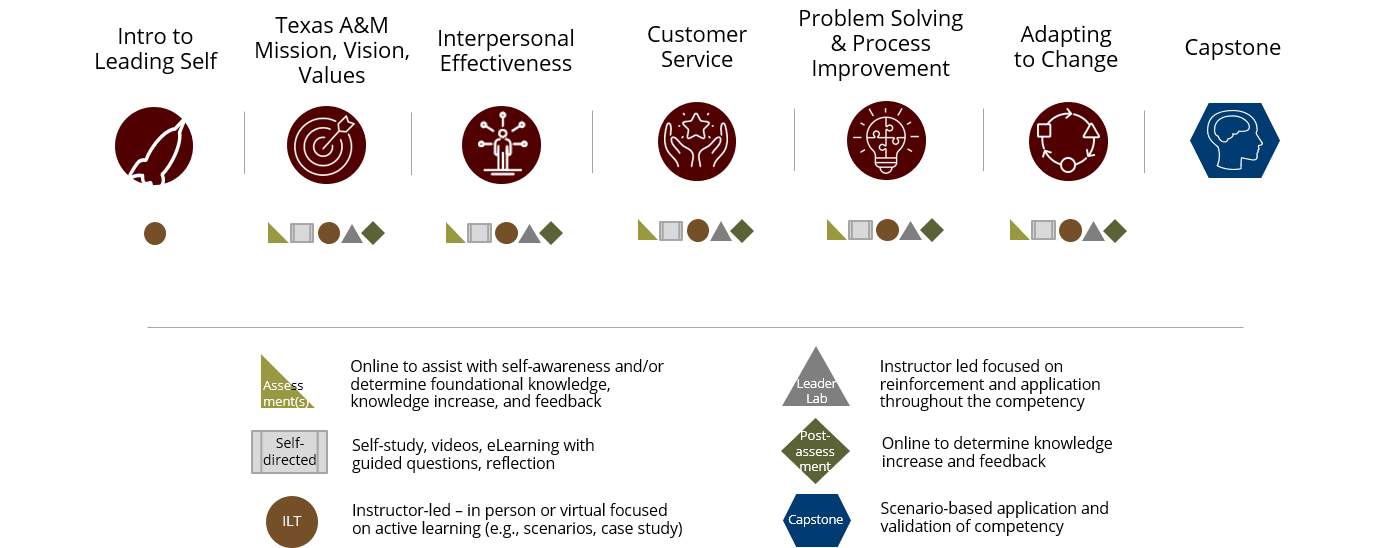 Intro to
Leading Self
Texas A&M
Mission, Vision,
Values
Interpersonal
Effectiveness
Customer
Service
Problem Solving
& Process
Improvement
Adapting
to Change
Capstone
Assess
ment(s)
Online to assist with self-awareness and/or
determine foundational knowledge,
knowledge increase, and feedback
Self-
directed
Self-study, videos, eLearning with
guided questions, reflection
ILT
Instructor-led – in person or virtual focused
on active learning (e.g., scenarios, case study)
Leader
Lab
Instructor led focused on
reinforcement and application
throughout the competency
Post-
assess
ment
Online to determine knowledge
increase and feedback
Capstone
Scenario-based application and
validation of competency